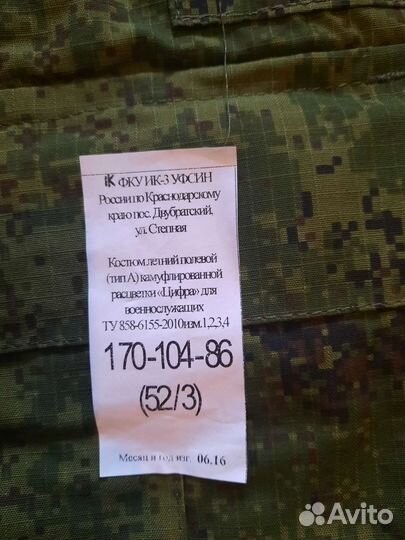 iK ФКУ ИК-3 УФСИН
России по Краснодарскому
краю пос. Двубратский,
ул. Степная
Костюм летний полевой
(тип А) камуфлированной
расцветки «Цифра» для
военнослужащих
ТУ 858-6155-2010изм.1,2,3,4
170-104-86
(52/3)
Месяц и год изг. 06.16
Avito